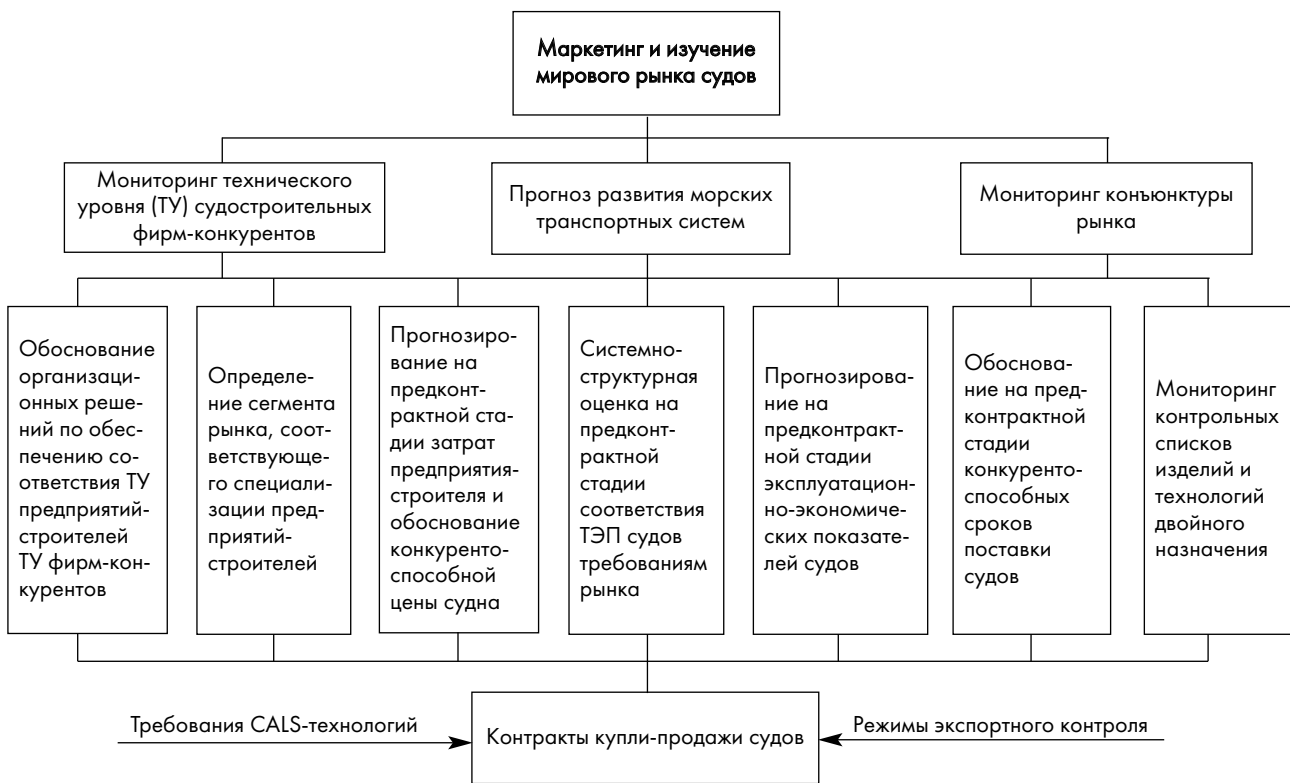 Маркетинг и изучение
мирового рынка судов
Мониторинг технического
уровня (ТУ) судостроительных
фирм-конкурентов
Прогноз развития морских
транспортных систем
Мониторинг конъюнктуры
рынка
Обоснование
организаци-
онных реше-
ний по обес-
печению со-
ответствия ТУ
предприятий-
строителей
ТУ фирм-кон-
курентов
Определе-
ние сегмента
рынка, соот-
ветствующе-
го специали-
зации пред-
приятий-
строителей
Прогнозиро-
вание на
предконт-
рактной ста-
дии затрат
предприятия-
строителя и
обоснование
конкуренто-
способной
цены судна
Системно-
структурная
оценка на
предконт-
рактной
стадии
соответствия
ТЭП судов
требованиям
рынка
Прогнозирова-
ние на
предконтракт-
ной стадии
эксплуатацион-
но-экономиче-
ских показате-
лей судов
Обоснова-
ние на пред-
контрактной
стадии
конкуренто-
способных
сроков
поставки
судов
Мониторинг
контрольных
списков
изделий и
технологий
двойного
назначения
Требования CALS-технологий
Контракты купли-продажи судов
Режимы экспортного контроля